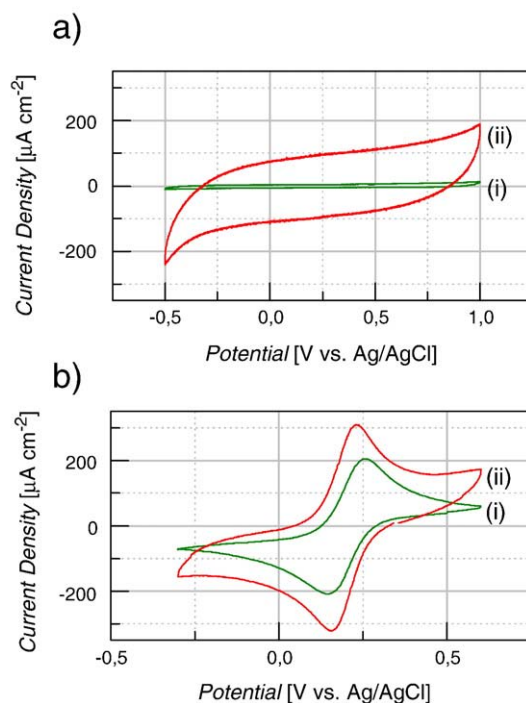 a)
Current Density [µA cm-2]
200
0
-200
(ii)
(i)
-0,5
0,0
0,5
1,0
Potential [V vs. Ag/AgCl]
b)
Current Density [µA cm-2]
200
0
-200
(ii)
(i)
-0,5
0,0
0,5
Potential [V vs. Ag/AgCl]